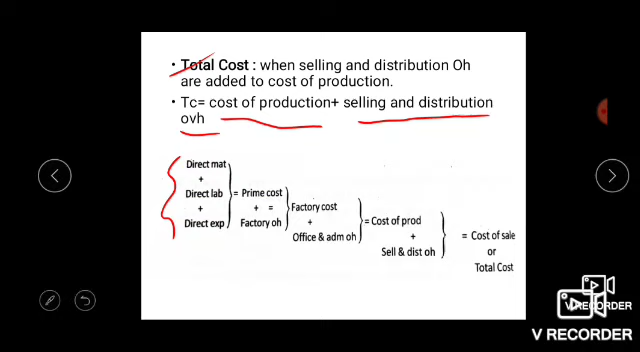 • Total Cost : when selling and distribution Oh
are added to cost of production.
• Tc= cost of production+ selling and distribution
ovh
Direct mat
+
Direct lab = Prime cost
+ + = Factory cost
Direct exp Factory oh + = Cost of prod
Office & adm oh + = Cost of sale
Sell & dist oh or
Total Cost
V RECORDER
V RECORDER